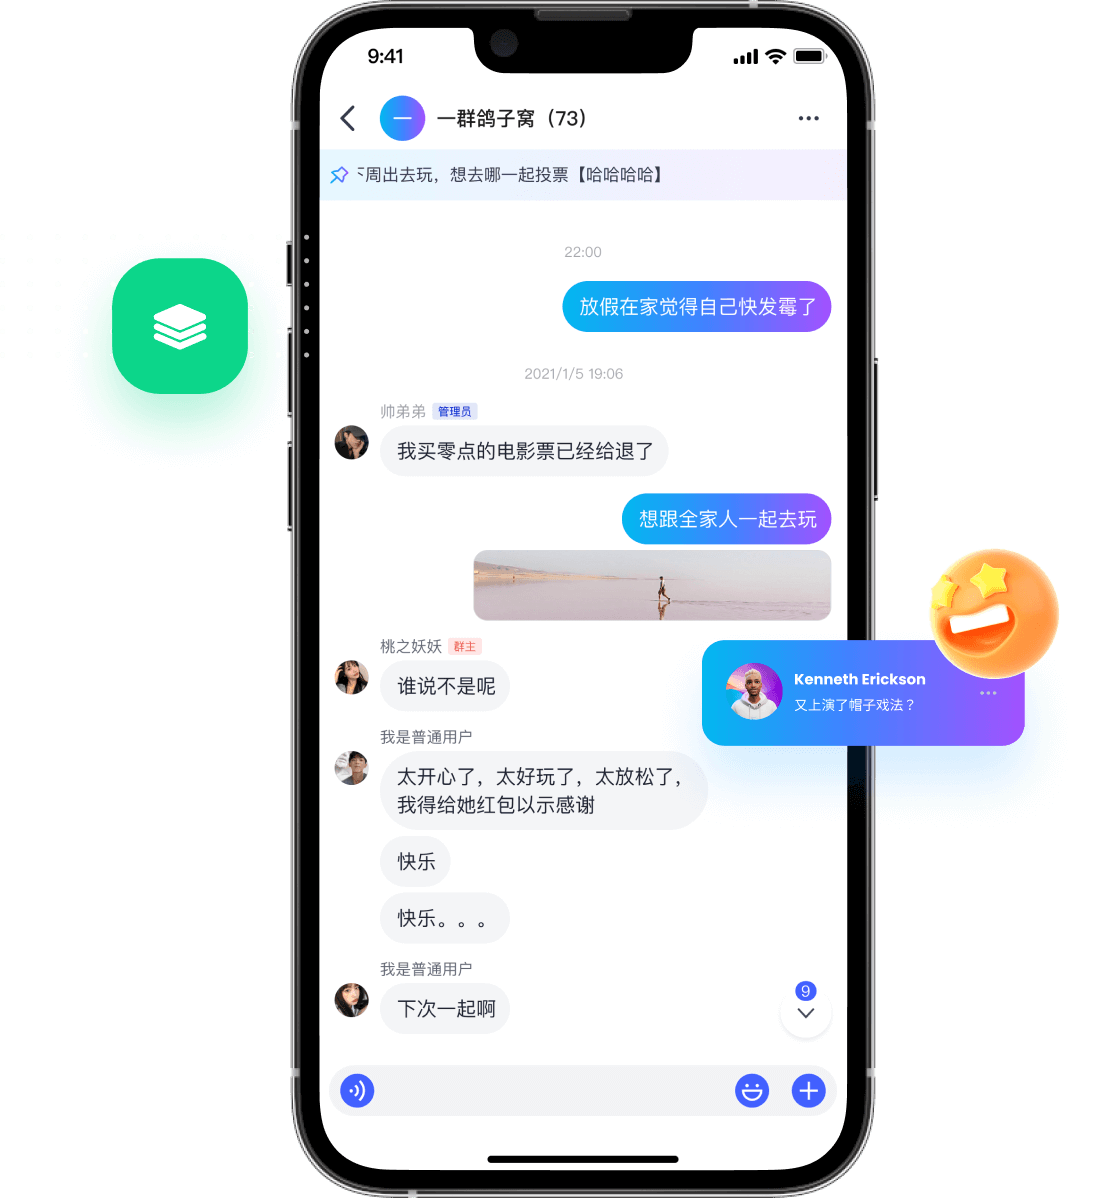 9:41
一群鸽子窝（73）
下周出去玩，想去哪一起投票【哈哈哈哈】
22:00
放假在家觉得自己快发霉了
2021/1/5 19:06
帅弟弟 管理员
我买零点的电影票已经给退了
想跟全家人一起去玩
桃之妖妖 群主
谁说不是呢
Kenneth Erickson
又上演了帽子戏法？
我是普通用户
太开心了，太好玩了，太放松了，
我得给她红包以示感谢
快乐
快乐。。。
我是普通用户
下次一起啊
9